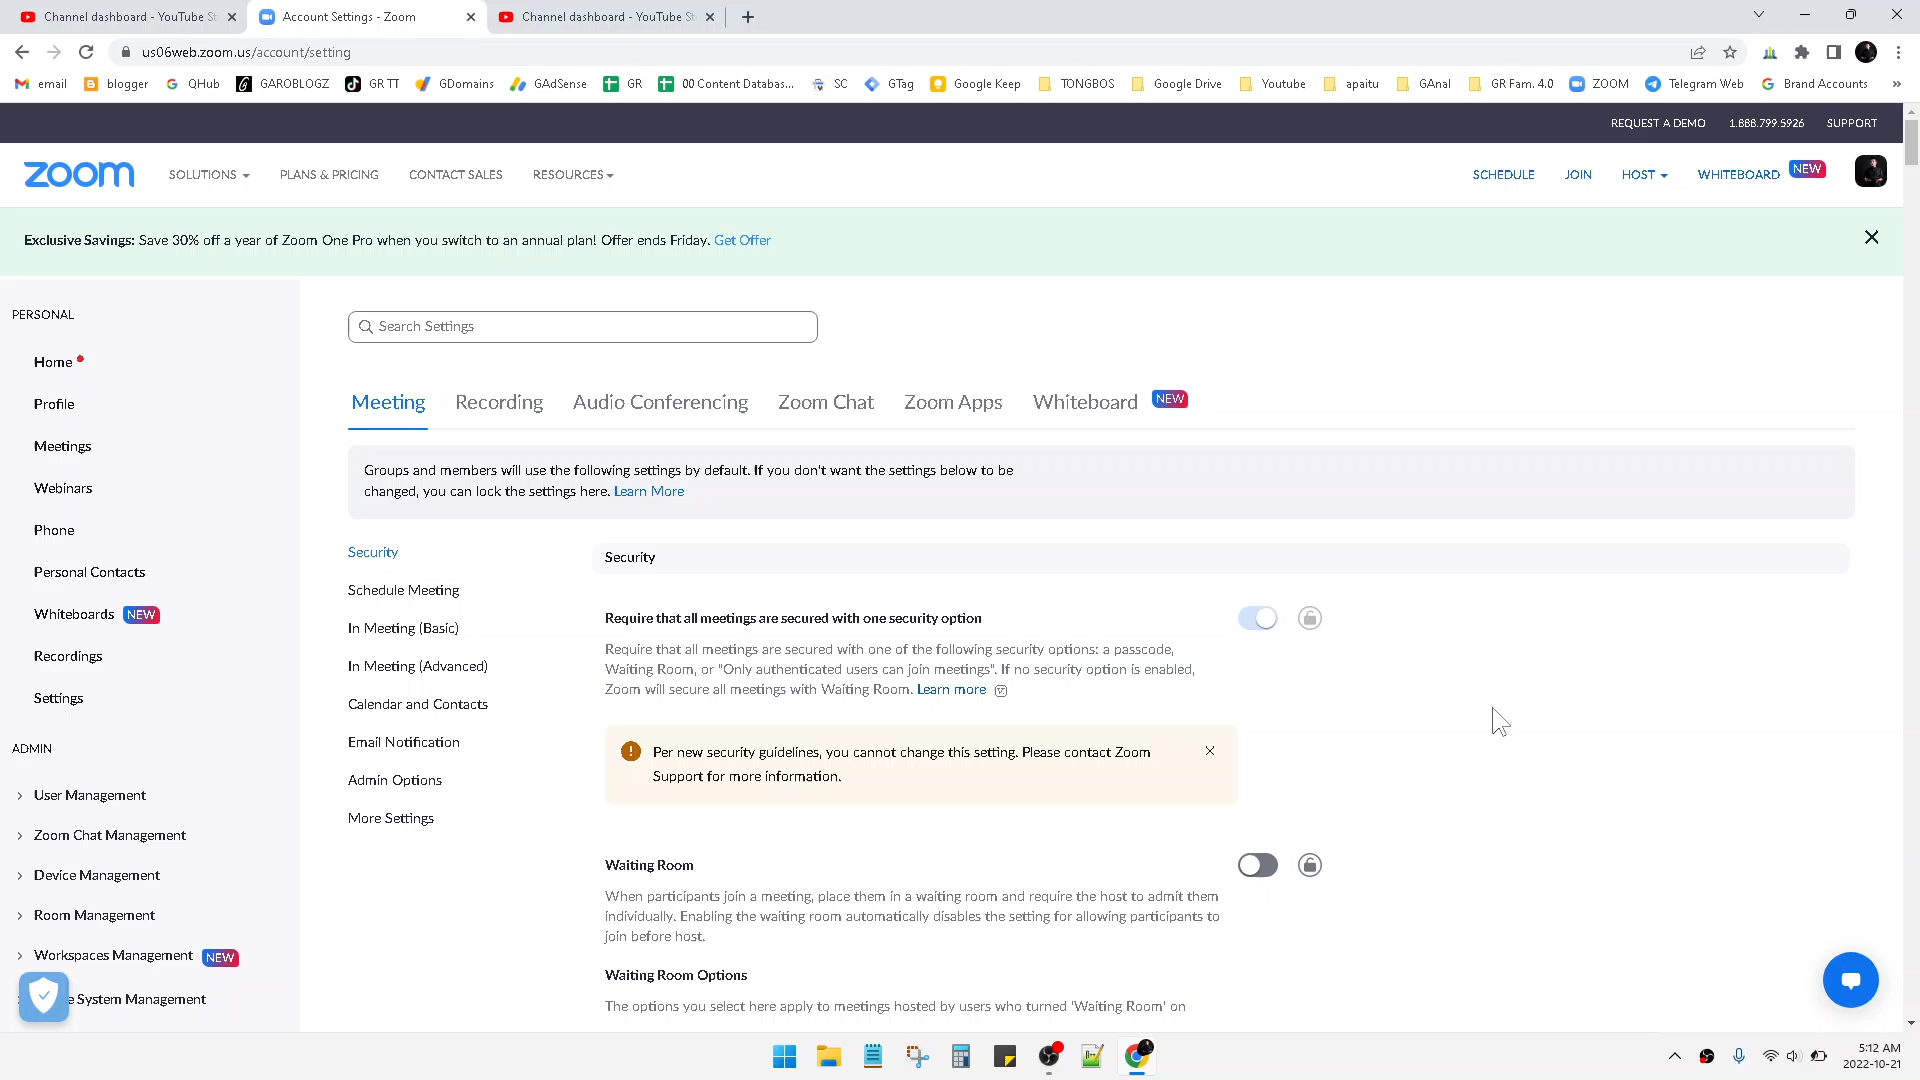 Channel dashboard - YouTube St
Account Settings - Zoom
Channel dashboard - YouTube St
us06web.zoom.us/account/setting
email
blogger
QHub
GAROBLOGZ
GR TT
GDomains
GAdSense
GR
00 Content Databas...
SC
GTag
Google Keep
TONGBOS
Google Drive
Youtube
apaitu
GAnal
GR Fam. 4.0
ZOOM
Telegram Web
Brand Accounts
»
REQUEST A DEMO
1.888.799.5926
SUPPORT
zoom
SOLUTIONS
PLANS & PRICING
CONTACT SALES
RESOURCES
SCHEDULE
JOIN
HOST
WHITEBOARD
NEW
Exclusive Savings: Save 30% off a year of Zoom One Pro when you switch to an annual plan! Offer ends Friday. Get Offer
PERSONAL
Home
Profile
Meetings
Webinars
Phone
Personal Contacts
Whiteboards NEW
Recordings
Settings
ADMIN
User Management
Zoom Chat Management
Device Management
Room Management
Workspaces Management NEW
e System Management
Search Settings
Meeting
Recording
Audio Conferencing
Zoom Chat
Zoom Apps
Whiteboard
NEW
Groups and members will use the following settings by default. If you don't want the settings below to be
changed, you can lock the settings here. Learn More
Security
Schedule Meeting
In Meeting (Basic)
In Meeting (Advanced)
Calendar and Contacts
Email Notification
Admin Options
More Settings
Security
Require that all meetings are secured with one security option
Require that all meetings are secured with one of the following security options: a passcode,
Waiting Room, or "Only authenticated users can join meetings". If no security option is enabled,
Zoom will secure all meetings with Waiting Room. Learn more
Per new security guidelines, you cannot change this setting. Please contact Zoom
Support for more information.
Waiting Room
When participants join a meeting, place them in a waiting room and require the host to admit them
individually. Enabling the waiting room automatically disables the setting for allowing participants to
join before host.
Waiting Room Options
The options you select here apply to meetings hosted by users who turned 'Waiting Room' on
5:12 AM
2022-10-21